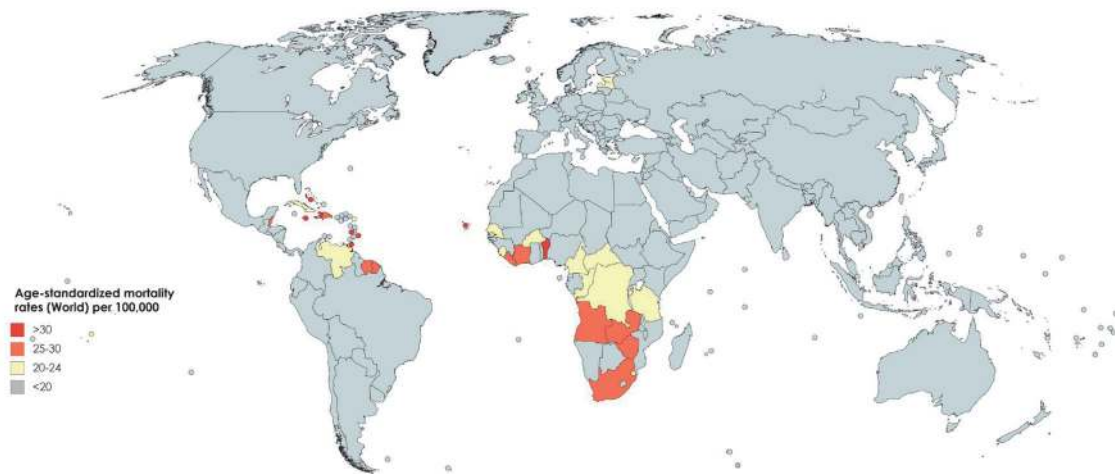 Age-standardized mortality
rates (World) per 100,000
>30
25-30
20-24
<20